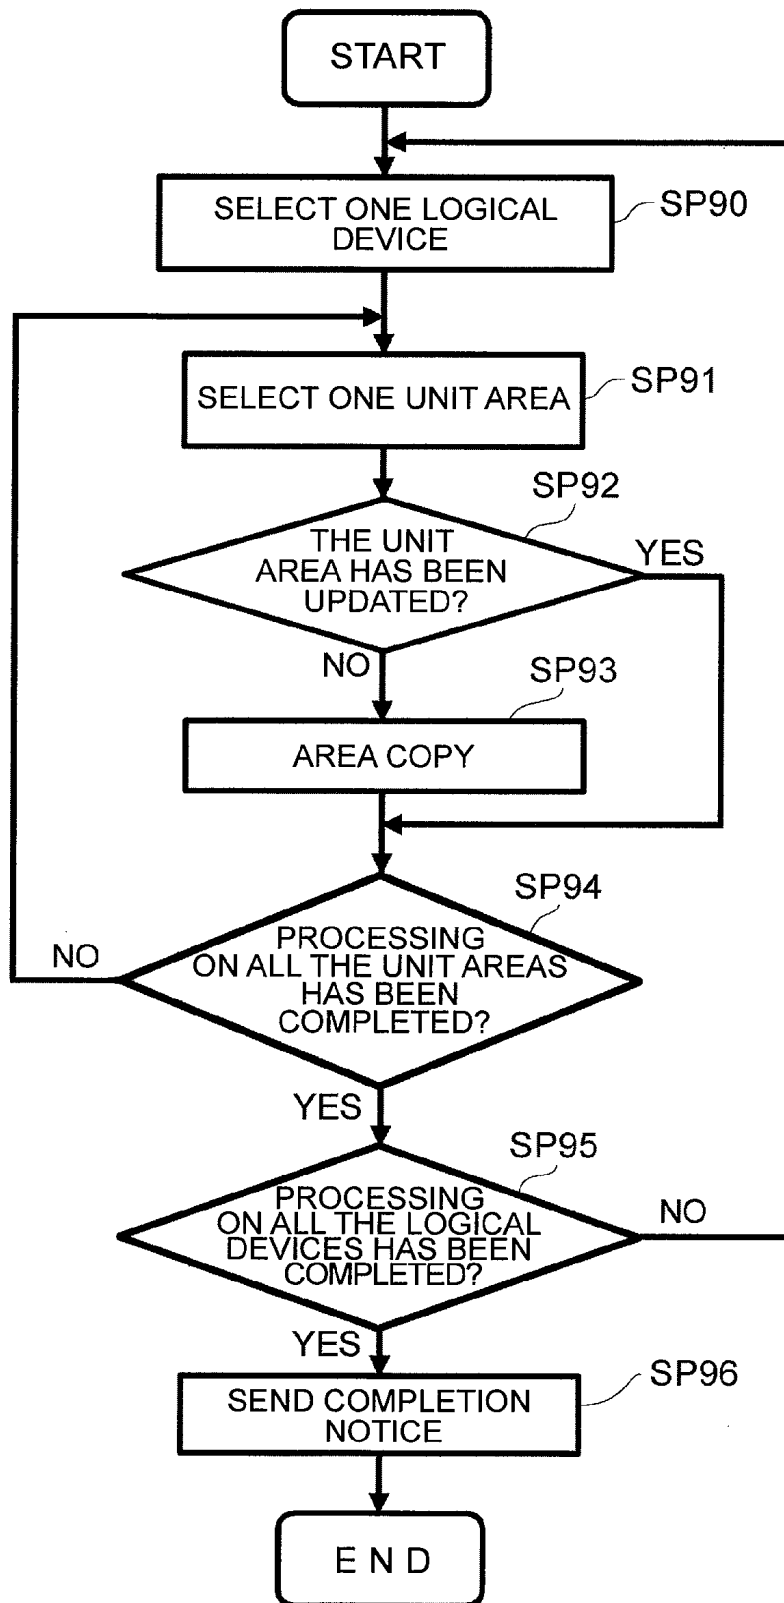 START
SELECT ONE LOGICAL
DEVICE
SP90
SELECT ONE UNIT AREA
SP91
SP92
THE UNIT
AREA HAS BEEN
UPDATED?
YES
NO
SP93
AREA COPY
SP94
PROCESSING
ON ALL THE UNIT AREAS
HAS BEEN
COMPLETED?
NO
YES
SP95
PROCESSING
ON ALL THE LOGICAL
DEVICES HAS BEEN
COMPLETED?
NO
YES
SP96
SEND COMPLETION
NOTICE
E N D